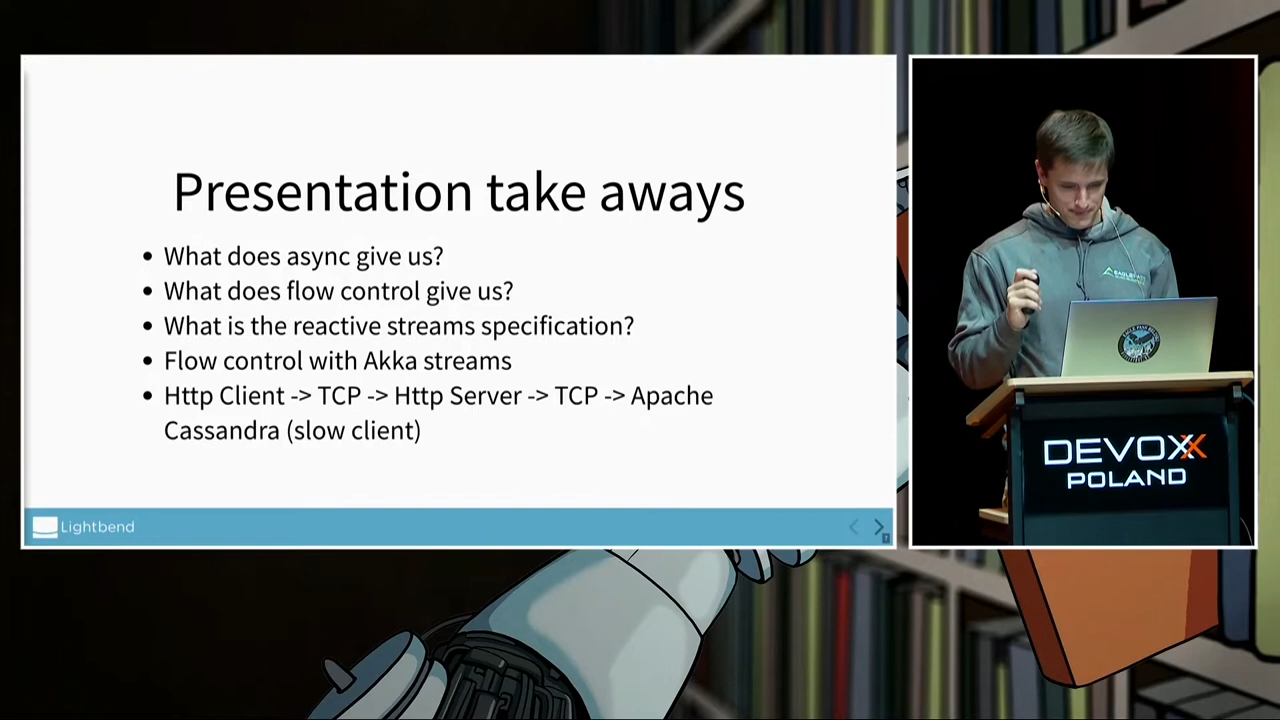 Presentation take aways
What does async give us?
What does flow control give us?
What is the reactive streams specification?
Flow control with Akka streams
Http Client -> TCP -> Http Server -> TCP -> Apache
Cassandra (slow client)
Lightbend
DEVOXX
POLAND